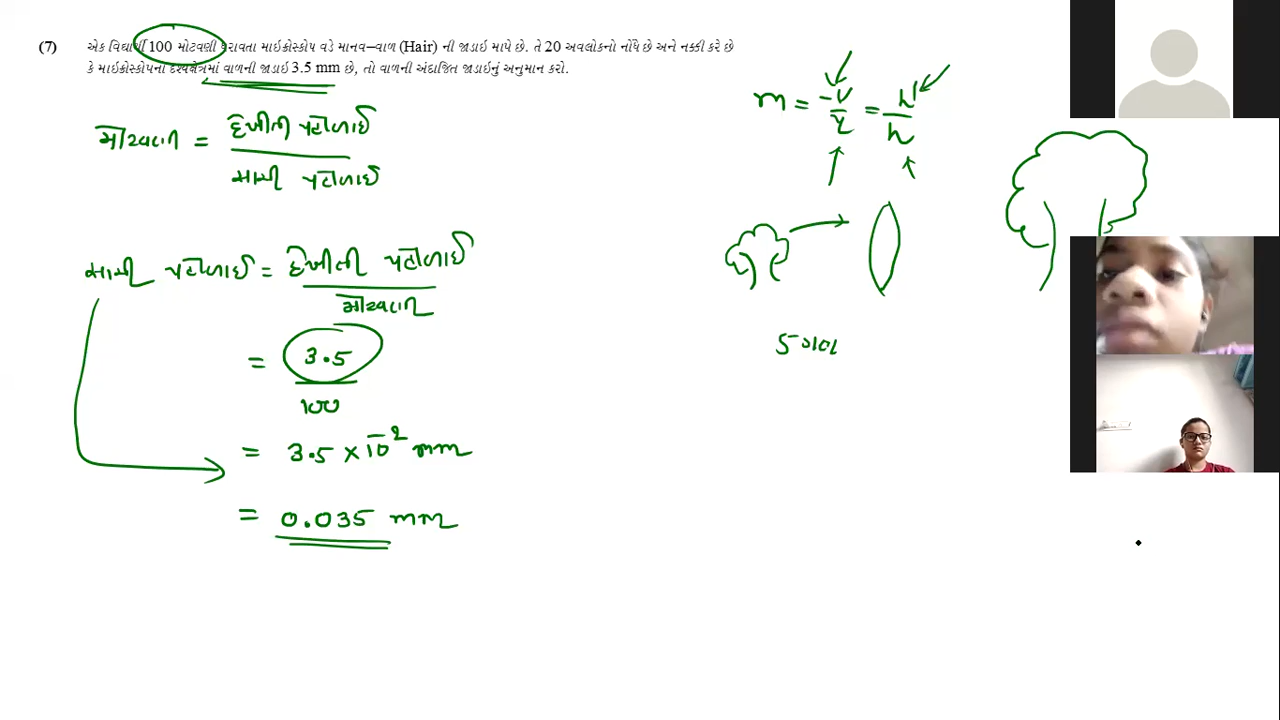 (7) એક વિદ્યાર્થી 100 મોટવણી ધરાવતા માઇક્રોસ્કોપ વડે માનવ–વાળ (Hair) ની જાડાઇ માપે છે. તે 20 અવલોકનો નોંધે છે અને નક્કી કરે છે
કે માઇક્રોસ્કોપના દૃશ્યક્ષેત્રમાં વાળની જાડાઇ 3.5 mm છે, તો વાળની અંદાજિત જાડાઈનું અનુમાન કરો.
મોટવણી = દેખીતી પહોળાઈ
સાચી પહોળાઈ
સાચી પહોળાઈ = દેખીતી પહોળાઈ
મોટવણી
= 3.5
100
= 3.5 × 10⁻² mm
= 0.035 mm
m = -v = h'
u h
5 ગણા